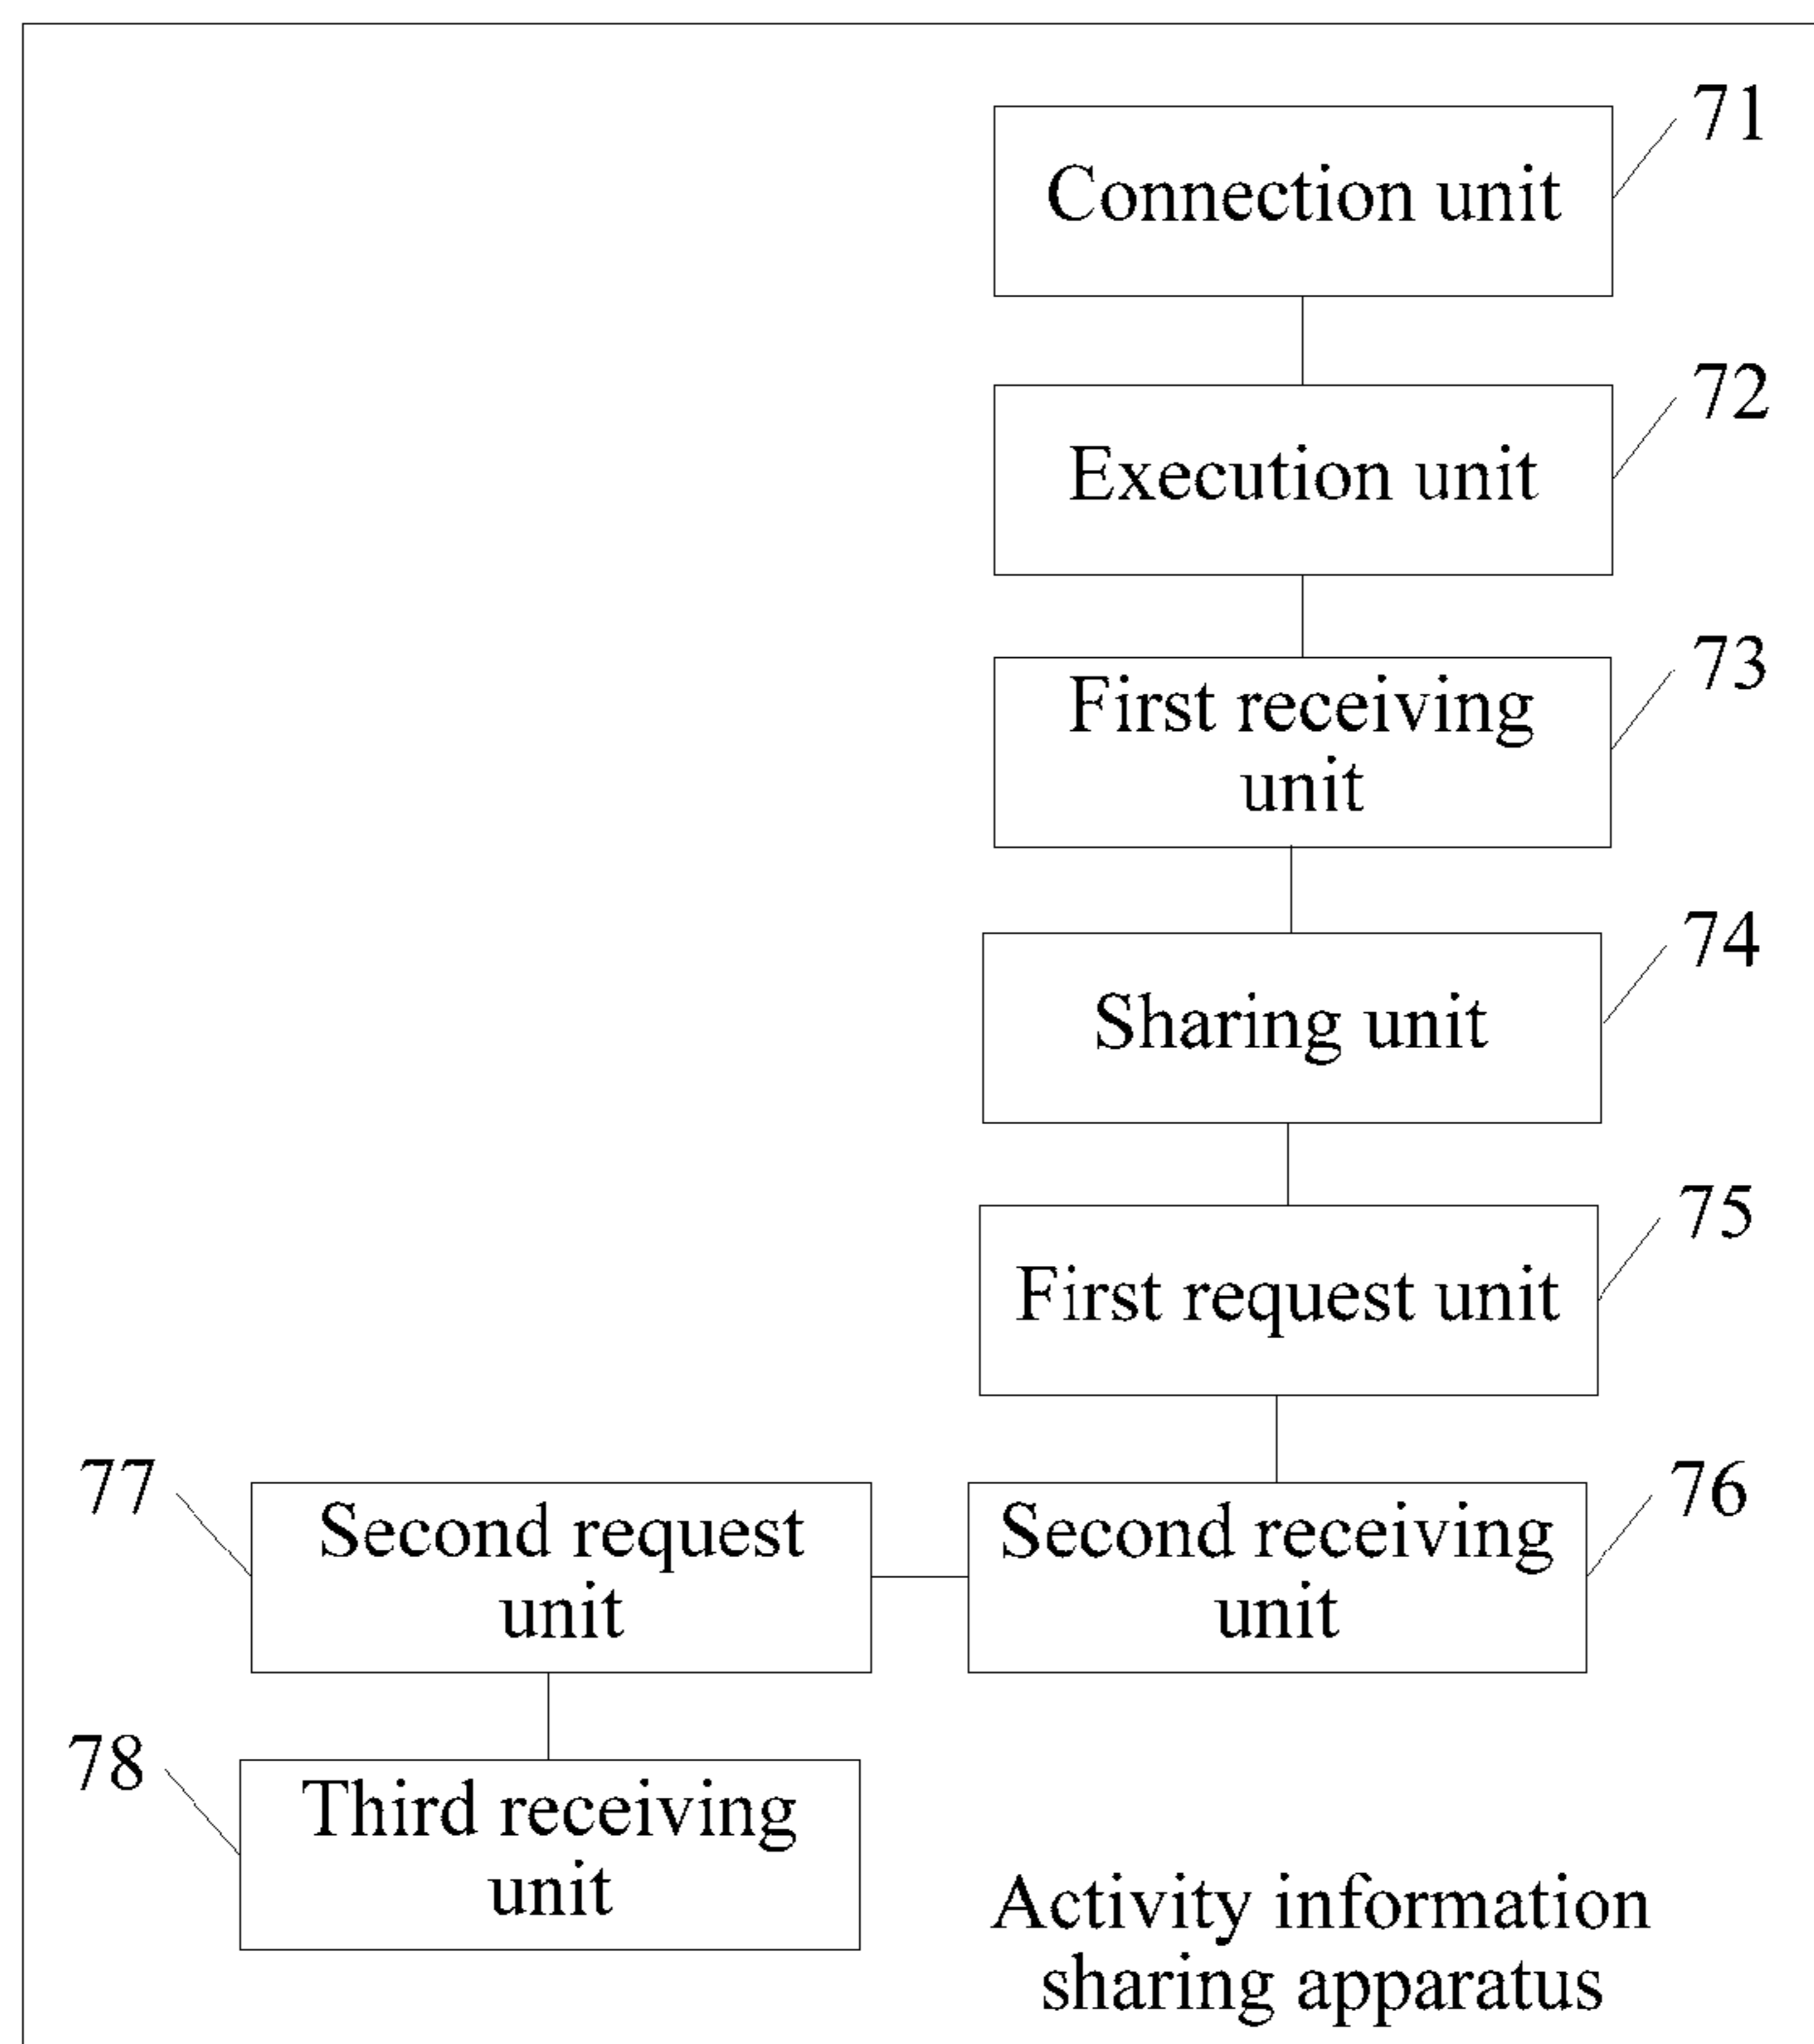 71
Connection unit
72
Execution unit
73
First receiving
unit
74
Sharing unit
75
First request unit
76
Second receiving
unit
77
Second request
unit
78
Third receiving
unit
Activity information
sharing apparatus